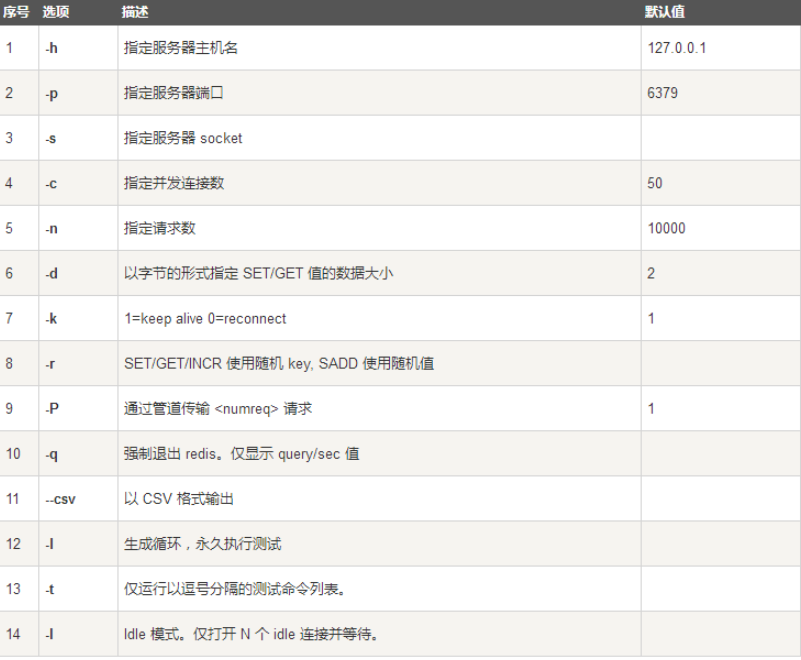 序号 选项 描述 默认值
1 -h 指定服务器主机名 127.0.0.1
2 -p 指定服务器端口 6379
3 -s 指定服务器 socket
4 -c 指定并发连接数 50
5 -n 指定请求数 10000
6 -d 以字节的形式指定 SET/GET 值的数据大小 2
7 -k 1=keep alive 0=reconnect 1
8 -r SET/GET/INCR 使用随机 key, SADD 使用随机值
9 -P 通过管道传输 <numreq> 请求 1
10 -q 强制退出 redis。仅显示 query/sec 值
11 --csv 以 CSV 格式输出
12 -l 生成循环，永久执行测试
13 -t 仅运行以逗号分隔的测试命令列表。
14 -I Idle 模式。仅打开 N 个 idle 连接并等待。